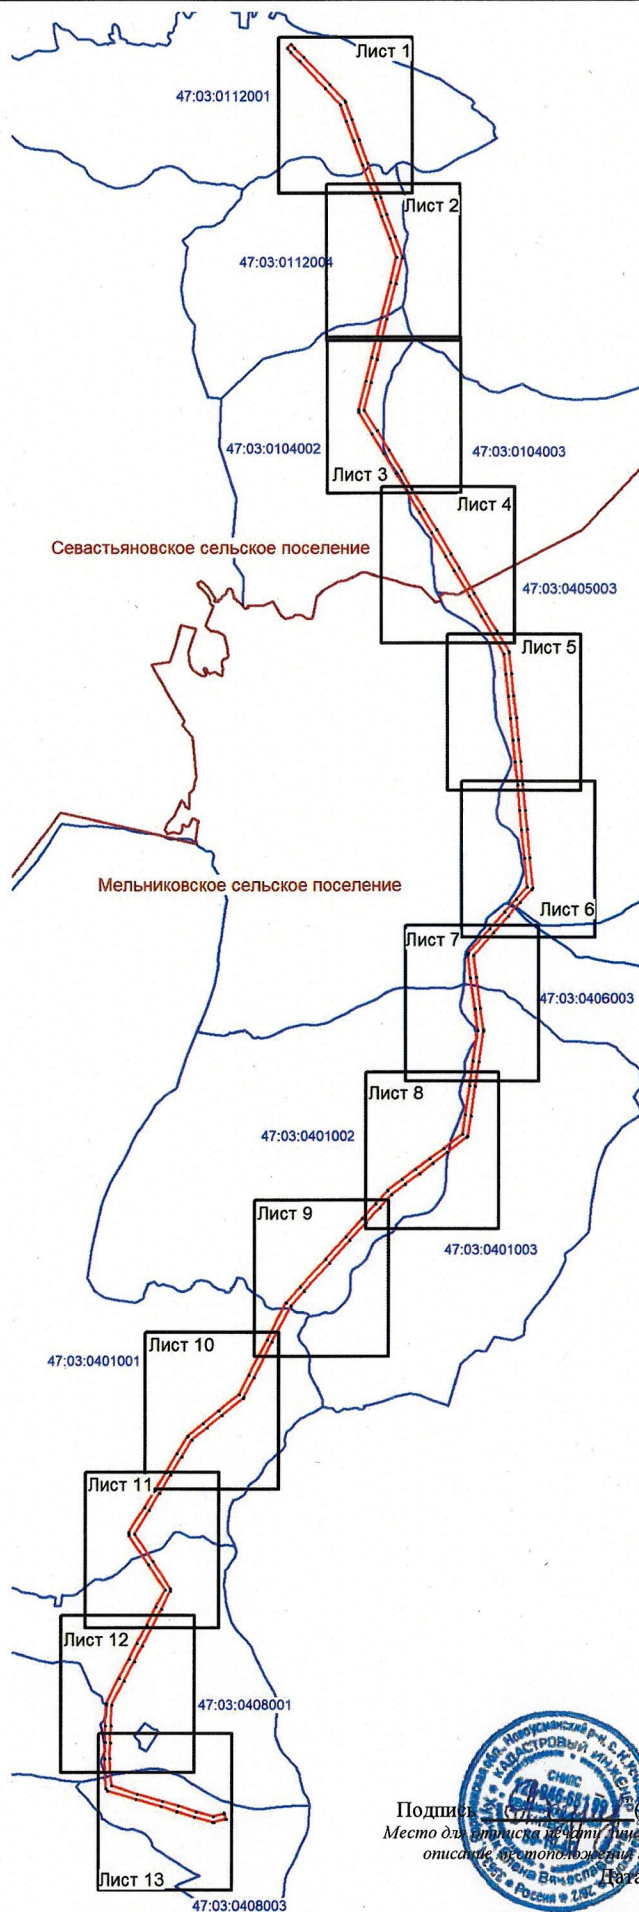 Лист 1
47:03:0112001
Лист 2
47:03:0112004
47:03:0104002
47:03:0104003
Лист 3
Лист 4
Севастьяновское сельское поселение
47:03:0405003
Лист 5
Мельниковское сельское поселение
Лист 6
Лист 7
47:03:0406003
Лист 8
47:03:0401002
Лист 9
47:03:0401003
Лист 10
47:03:0401001
Лист 11
Лист 12
47:03:0408001
Лист 13
47:03:0408003
Подпись
Место для оттиска печати
описание местоположения
Дата
КАДАСТРОВЫЙ ИНЖЕНЕР
СНИЛС
Россия